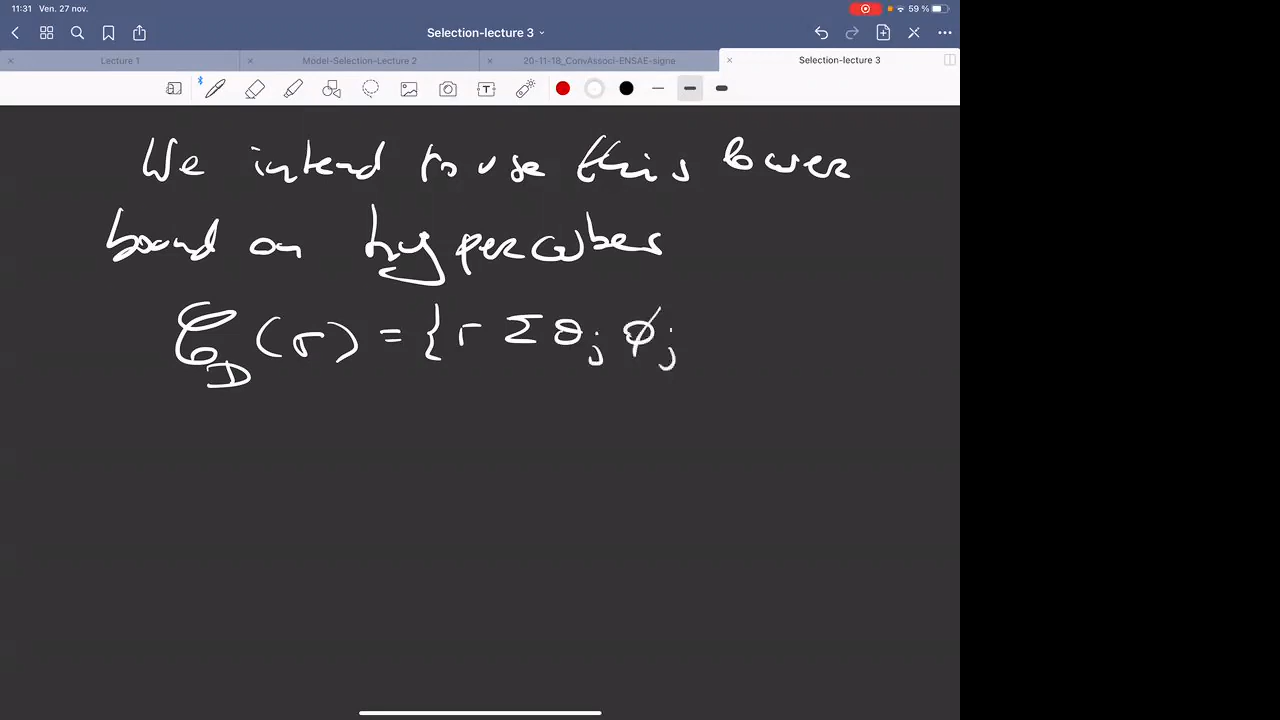 11:31 Ven. 27 nov. 59 %
Selection-lecture 3
Lecture 1 Model-Selection-Lecture 2 20-11-18_ConvAssoci-ENSAE-signe Selection-lecture 3
We intend to use this lower
bound on hypercubes
𝒞_D (r) = { r Σ θ_j ϕ_j